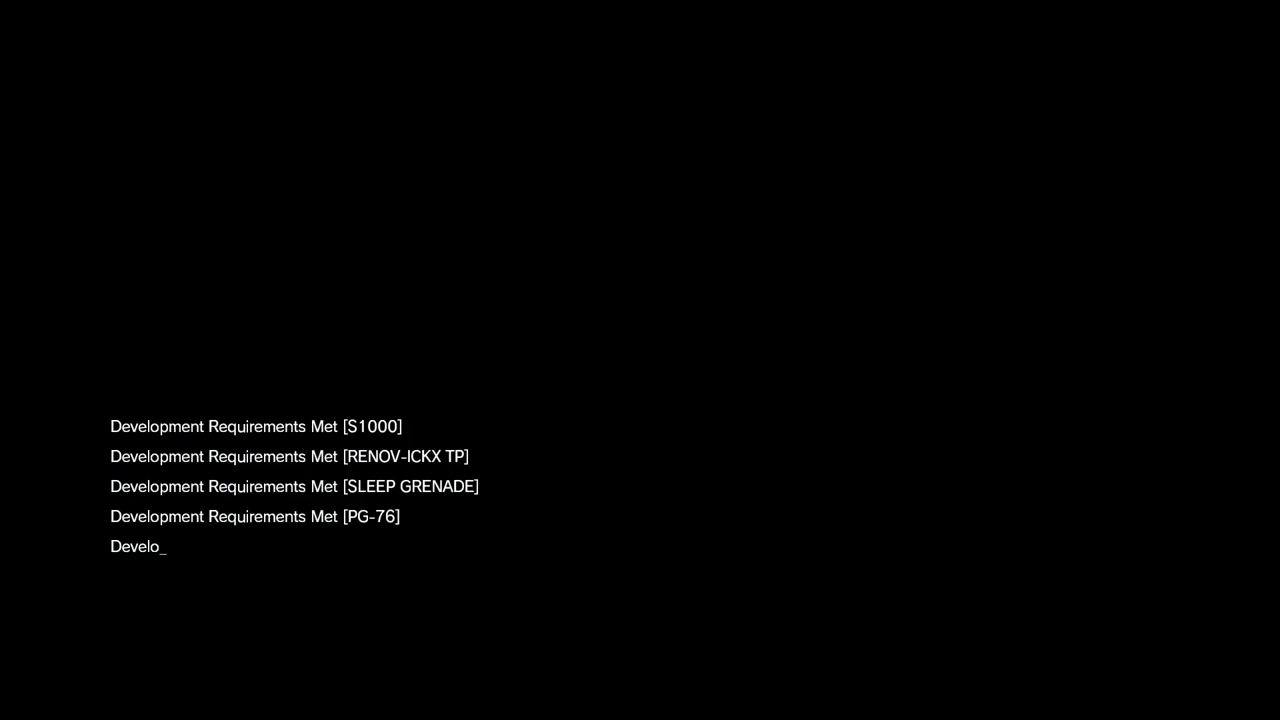 Development Requirements Met [S1000]
Development Requirements Met [RENOV-ICKX TP]
Development Requirements Met [SLEEP GRENADE]
Development Requirements Met [PG-76]
Develo_